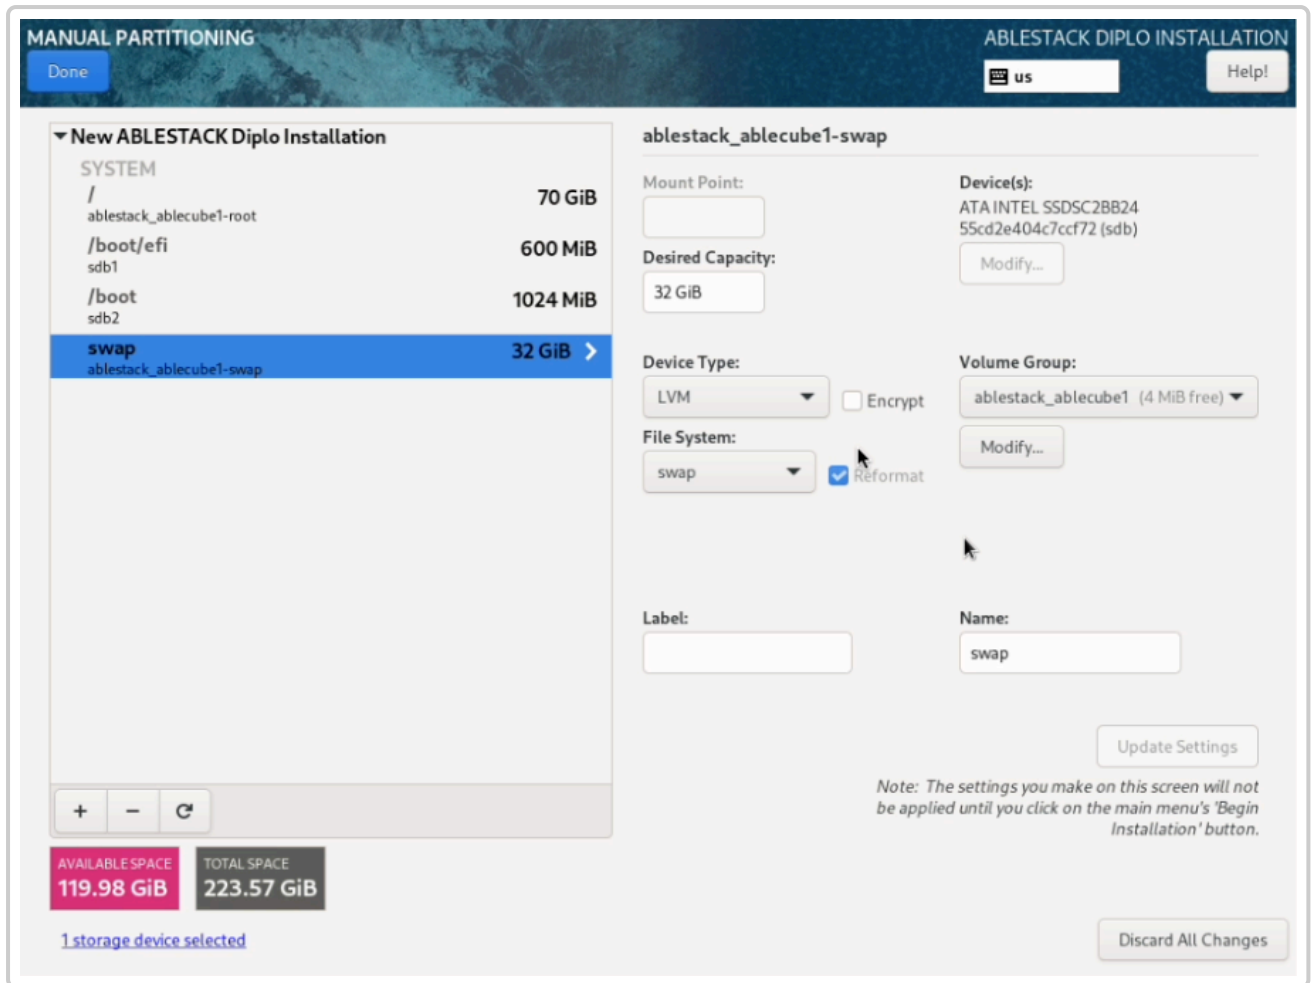 MANUAL PARTITIONING
ABLESTACK DIPLO INSTALLATION
Done
us
Help!
New ABLESTACK Diplo Installation
SYSTEM
/
70 GiB
ablestack_ablecube1-root
/boot/efi
600 MiB
sdb1
/boot
1024 MiB
sdb2
swap
32 GiB
ablestack_ablecube1-swap
ablestack_ablecube1-swap
Mount Point:
Desired Capacity:
32 GiB
Device(s):
ATA INTEL SSDSC2BB24
55cd2e404c7ccf72 (sdb)
Modify...
Device Type:
LVM
Encrypt
Volume Group:
ablestack_ablecube1 (4 MiB free)
File System:
swap
Reformat
Modify...
Label:
Name:
swap
Update Settings
Note: The settings you make on this screen will not
be applied until you click on the main menu's 'Begin
Installation' button.
+ −
AVAILABLE SPACE
119.98 GiB
TOTAL SPACE
223.57 GiB
1 storage device selected
Discard All Changes